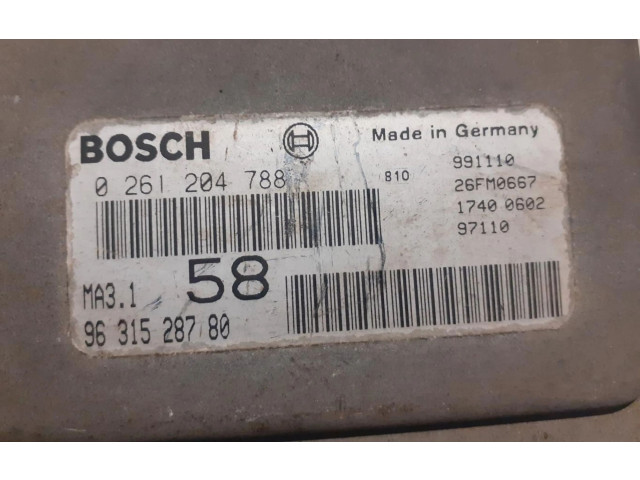 BOSCH
Made in Germany
0 261 204 788
810
991110
26FM0667
1740 0602
97110
MA3.1
58
96 315 287 80